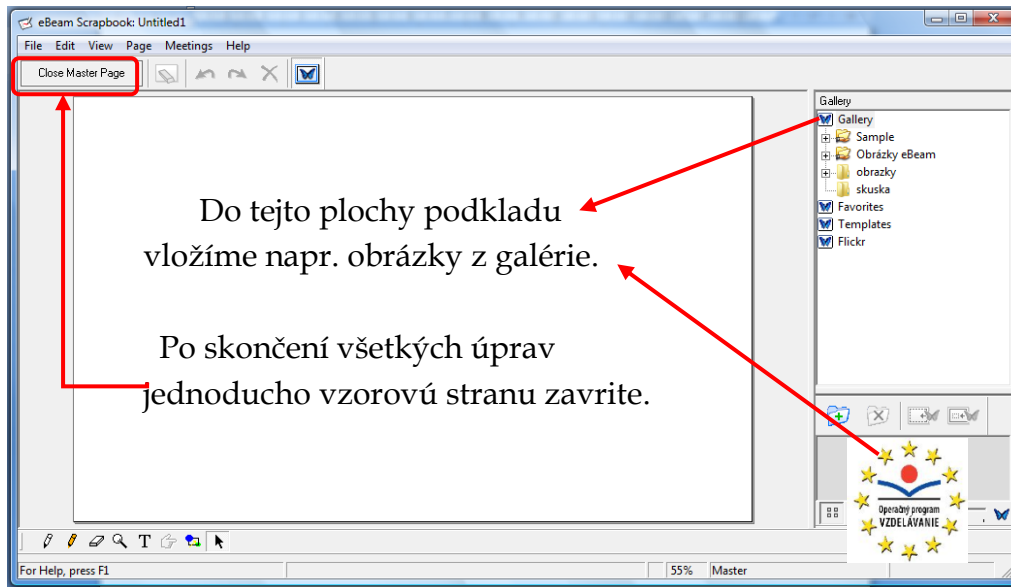 eBeam Scrapbook: Untitled1
File Edit View Page Meetings Help
Close Master Page
Gallery
Gallery
Sample
Obrázky eBeam
obrazky
skuska
Favorites
Templates
Flickr
Do tejto plochy podkladu
vložíme napr. obrázky z galérie.
Po skončení všetkých úprav
jednoducho vzorovú stranu zavrite.
Operačný program
VZDELÁVANIE
T
For Help, press F1
55%
Master